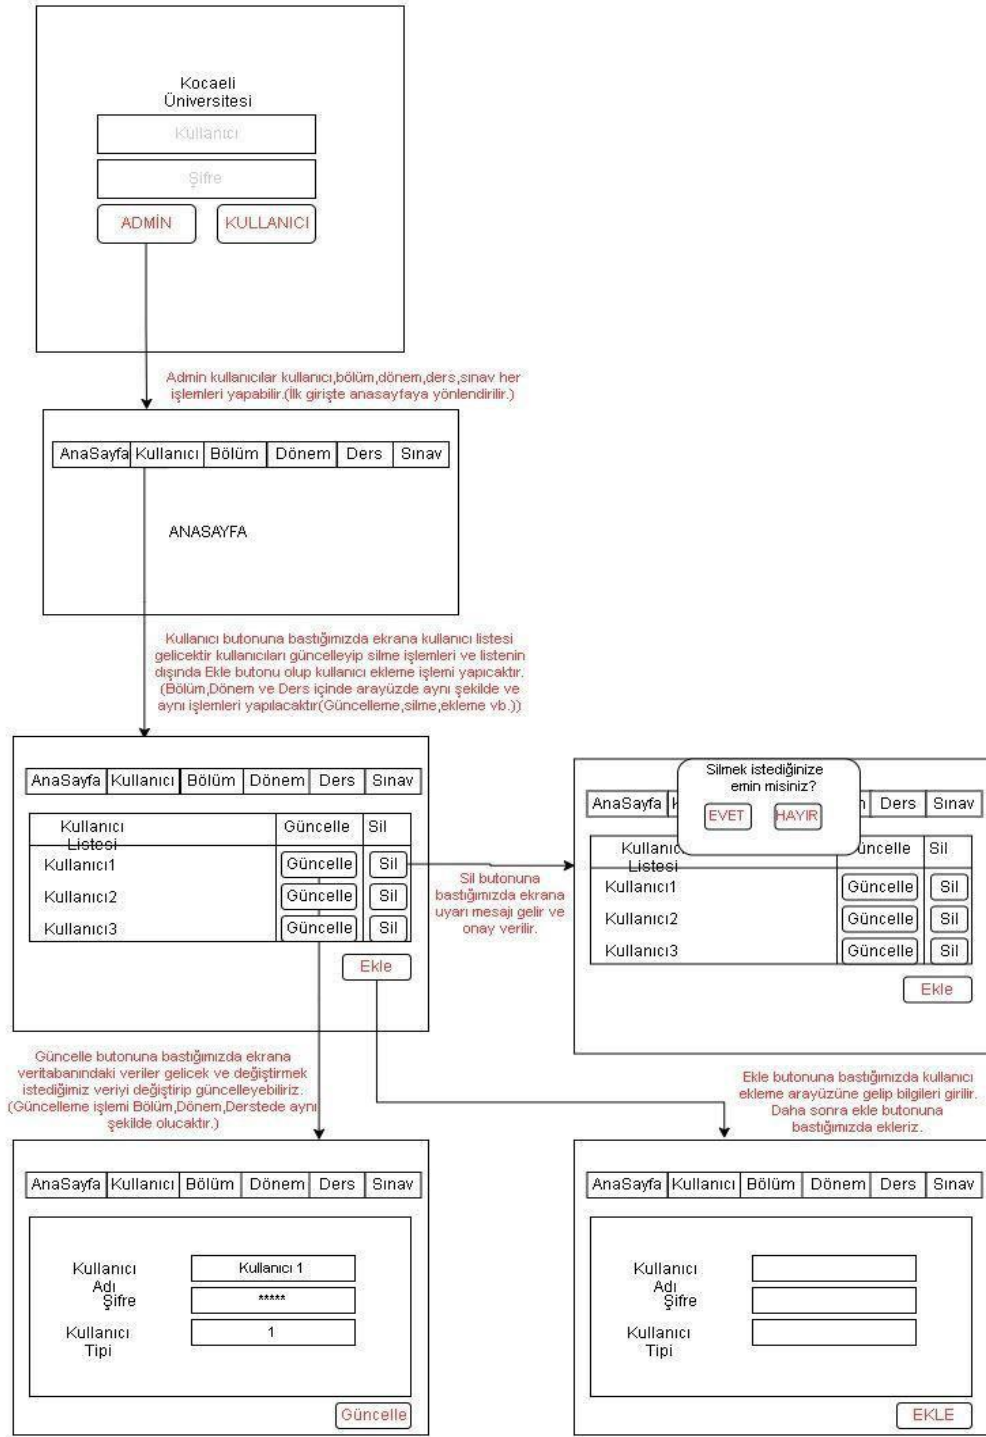 Kocaeli
Üniversitesi
Kullanıcı
Şifre
ADMİN KULLANICI
Admin kullanıcılar kullanıcı,bölüm,dönem,ders,sınav her
işlemleri yapabilir.(İlk girişte anasayfaya yönlendirilir.)
AnaSayfa Kullanıcı Bölüm Dönem Ders Sınav
ANASAYFA
Kullanıcı butonuna bastığımızda ekrana kullanıcı listesi
gelicektir kullanıcıları güncelleyip silme işlemleri ve listenin
dışında Ekle butonu olup kullanıcı ekleme işlemi yapıcaktır.
(Bölüm,Dönem ve Ders içinde arayüzde aynı şekilde ve
aynı işlemleri yapılacaktır(Güncelleme,silme,ekleme vb.))
AnaSayfa Kullanıcı Bölüm Dönem Ders Sınav
Kullanıcı Güncelle Sil
Listesi
Kullanıcı1 Güncelle Sil
Kullanıcı2 Güncelle Sil
Kullanıcı3 Güncelle Sil
Ekle
Sil butonuna
bastığımızda ekrana
uyarı mesajı gelir ve
onay verilir.
Silmek istediğinize
emin misiniz?
EVET HAYIR
AnaSayfa Ders Sınav
Sil
Listesi
Kullanıcı1 Güncelle Sil
Kullanıcı2 Güncelle Sil
Kullanıcı3 Güncelle Sil
Ekle
Güncelle butonuna bastığımızda ekrana
veritabanındaki veriler gelicek ve değiştirmek
istediğimiz veriyi değiştirip güncelleyebiliriz.
(Güncelleme işlemi Bölüm,Dönem,Derstede aynı
şekilde olucaktır.)
Ekle butonuna bastığımızda kullanıcı
ekleme arayüzüne gelip bilgileri girilir.
Daha sonra ekle butonuna
bastığımızda ekleriz.
AnaSayfa Kullanıcı Bölüm Dönem Ders Sınav
Kullanıcı Kullanıcı 1
Adı
Şifre *****
Kullanıcı 1
Tipi
Güncelle
AnaSayfa Kullanıcı Bölüm Dönem Ders Sınav
Kullanıcı
Adı
Şifre
Kullanıcı
Tipi
EKLE